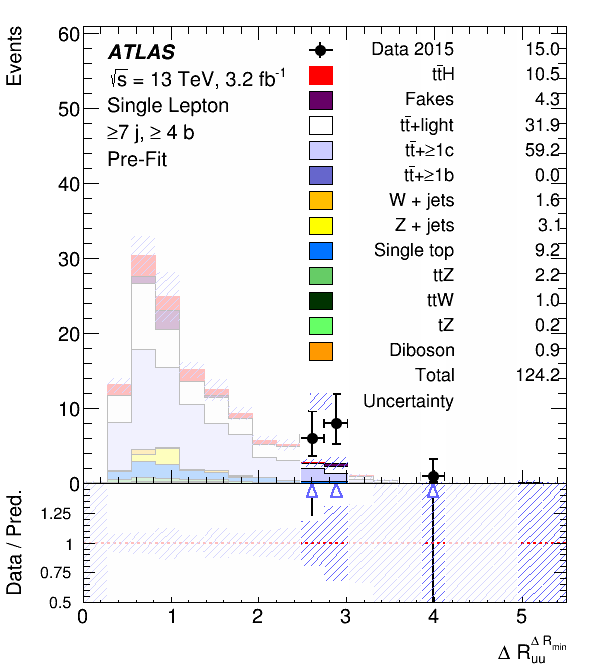 Events
60
50
40
30
20
10
0
ATLAS
√s = 13 TeV, 3.2 fb⁻¹
Single Lepton
≥7 j, ≥ 4 b
Pre-Fit
Data 2015 15.0
tt̄H 10.5
Fakes 4.3
tt̄+light 31.9
tt̄+≥1c 59.2
tt̄+≥1b 0.0
W + jets 1.6
Z + jets 3.1
Single top 9.2
ttZ 2.2
ttW 1.0
tZ 0.2
Diboson 0.9
Total 124.2
Uncertainty
Data / Pred.
1.25
1
0.75
0.5
0 1 2 3 4 5
Δ R_uu^Δ R_min